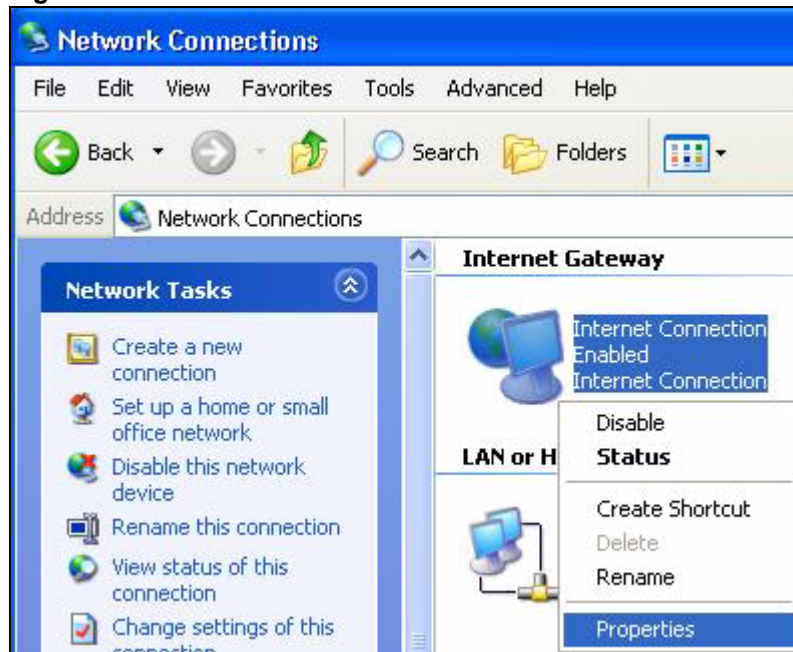 Network Connections
File Edit View Favorites Tools Advanced Help
Back Search Folders
Address Network Connections
Network Tasks
Create a new
connection
Set up a home or small
office network
Disable this network
device
Rename this connection
View status of this
connection
Change settings of this
connection
Internet Gateway
Internet Connection
Enabled
Internet Connection
LAN or H
Disable
Status
Create Shortcut
Delete
Rename
Properties